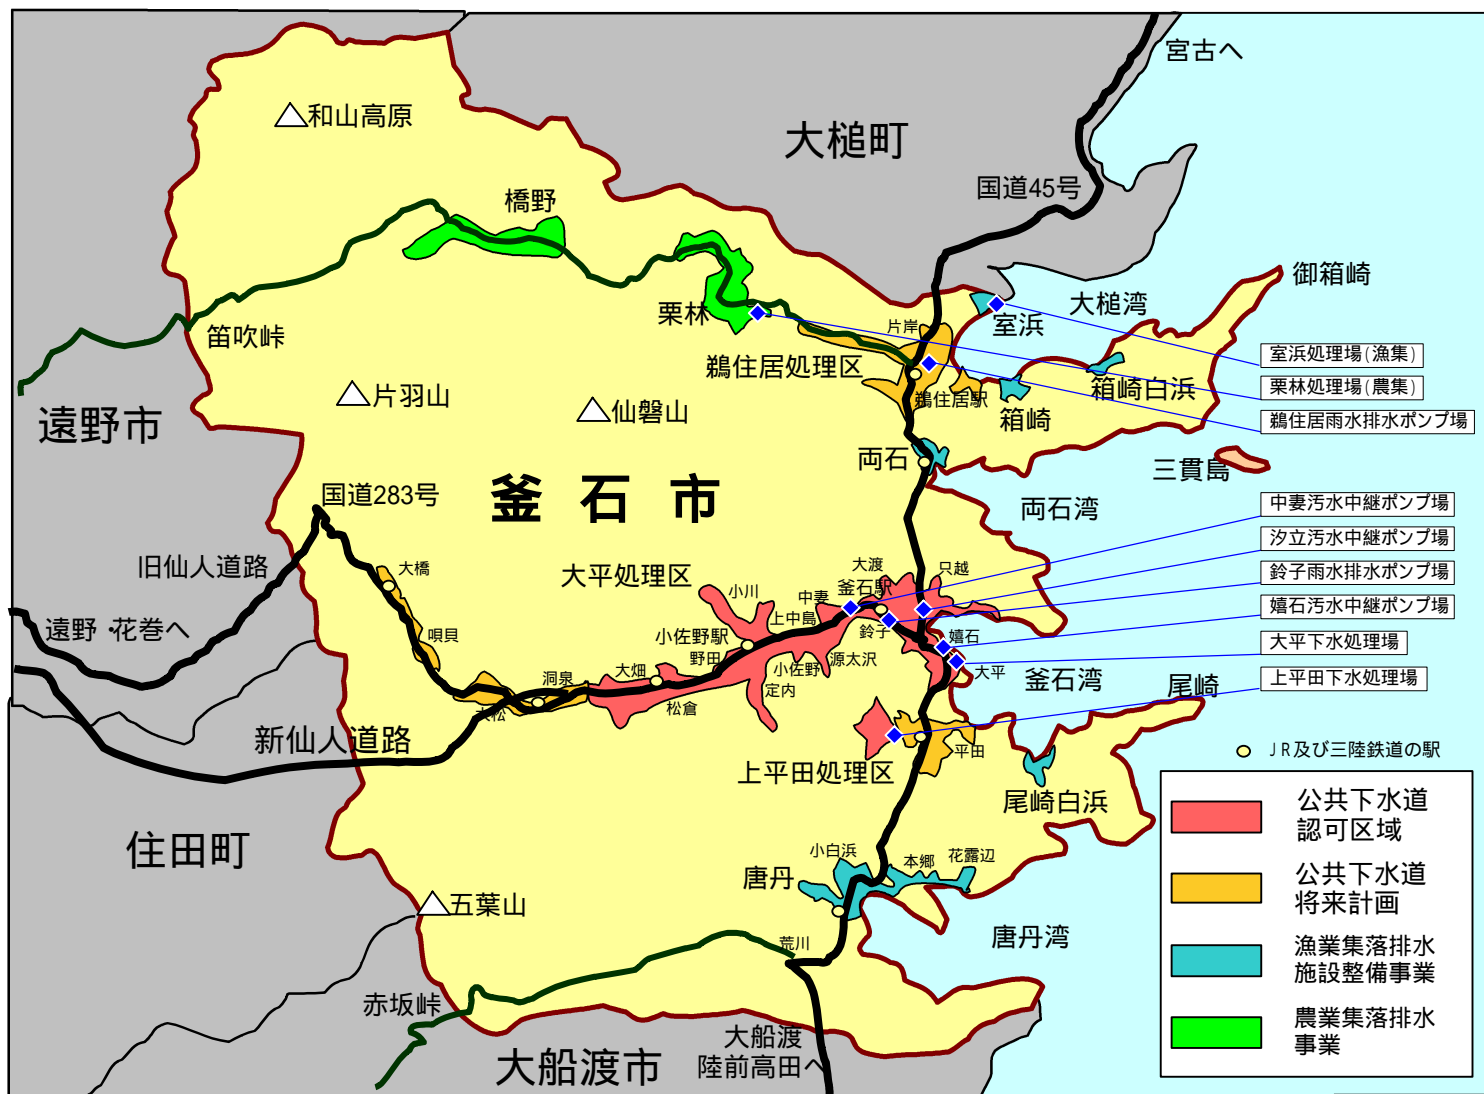 宮古へ
和山高原
大槌町
国道45号
橋野
御箱崎
大槌湾
室浜
栗林
片岸
笛吹峠
室浜処理場(漁集)
鵜住居処理区
栗林処理場(農集)
箱崎白浜
片羽山
鵜住居駅
仙磐山
箱崎
鵜住居雨水排水ポンプ場
遠野市
両石
三貫島
釜石市
国道283号
両石湾
中妻汚水中継ポンプ場
汐立汚水中継ポンプ場
旧仙人道路
大橋
大平処理区
大渡
只越
鈴子雨水排水ポンプ場
小川
中妻
釜石駅
嬉石汚水中継ポンプ場
上中島
遠野・花巻へ
唄貝
小佐野駅
鈴子
嬉石
大平下水処理場
野田
源太沢
小佐野
大畑
洞泉
大平
釜石湾
尾崎
上平田下水処理場
定内
松倉
大松
新仙人道路
平田
JR及び三陸鉄道の駅
上平田処理区
尾崎白浜
公共下水道
認可区域
住田町
小白浜
本郷
花露辺
唐丹
公共下水道
将来計画
五葉山
荒川
唐丹湾
漁業集落排水
施設整備事業
赤坂峠
農業集落排水
事業
大船渡市
大船渡
陸前高田へ